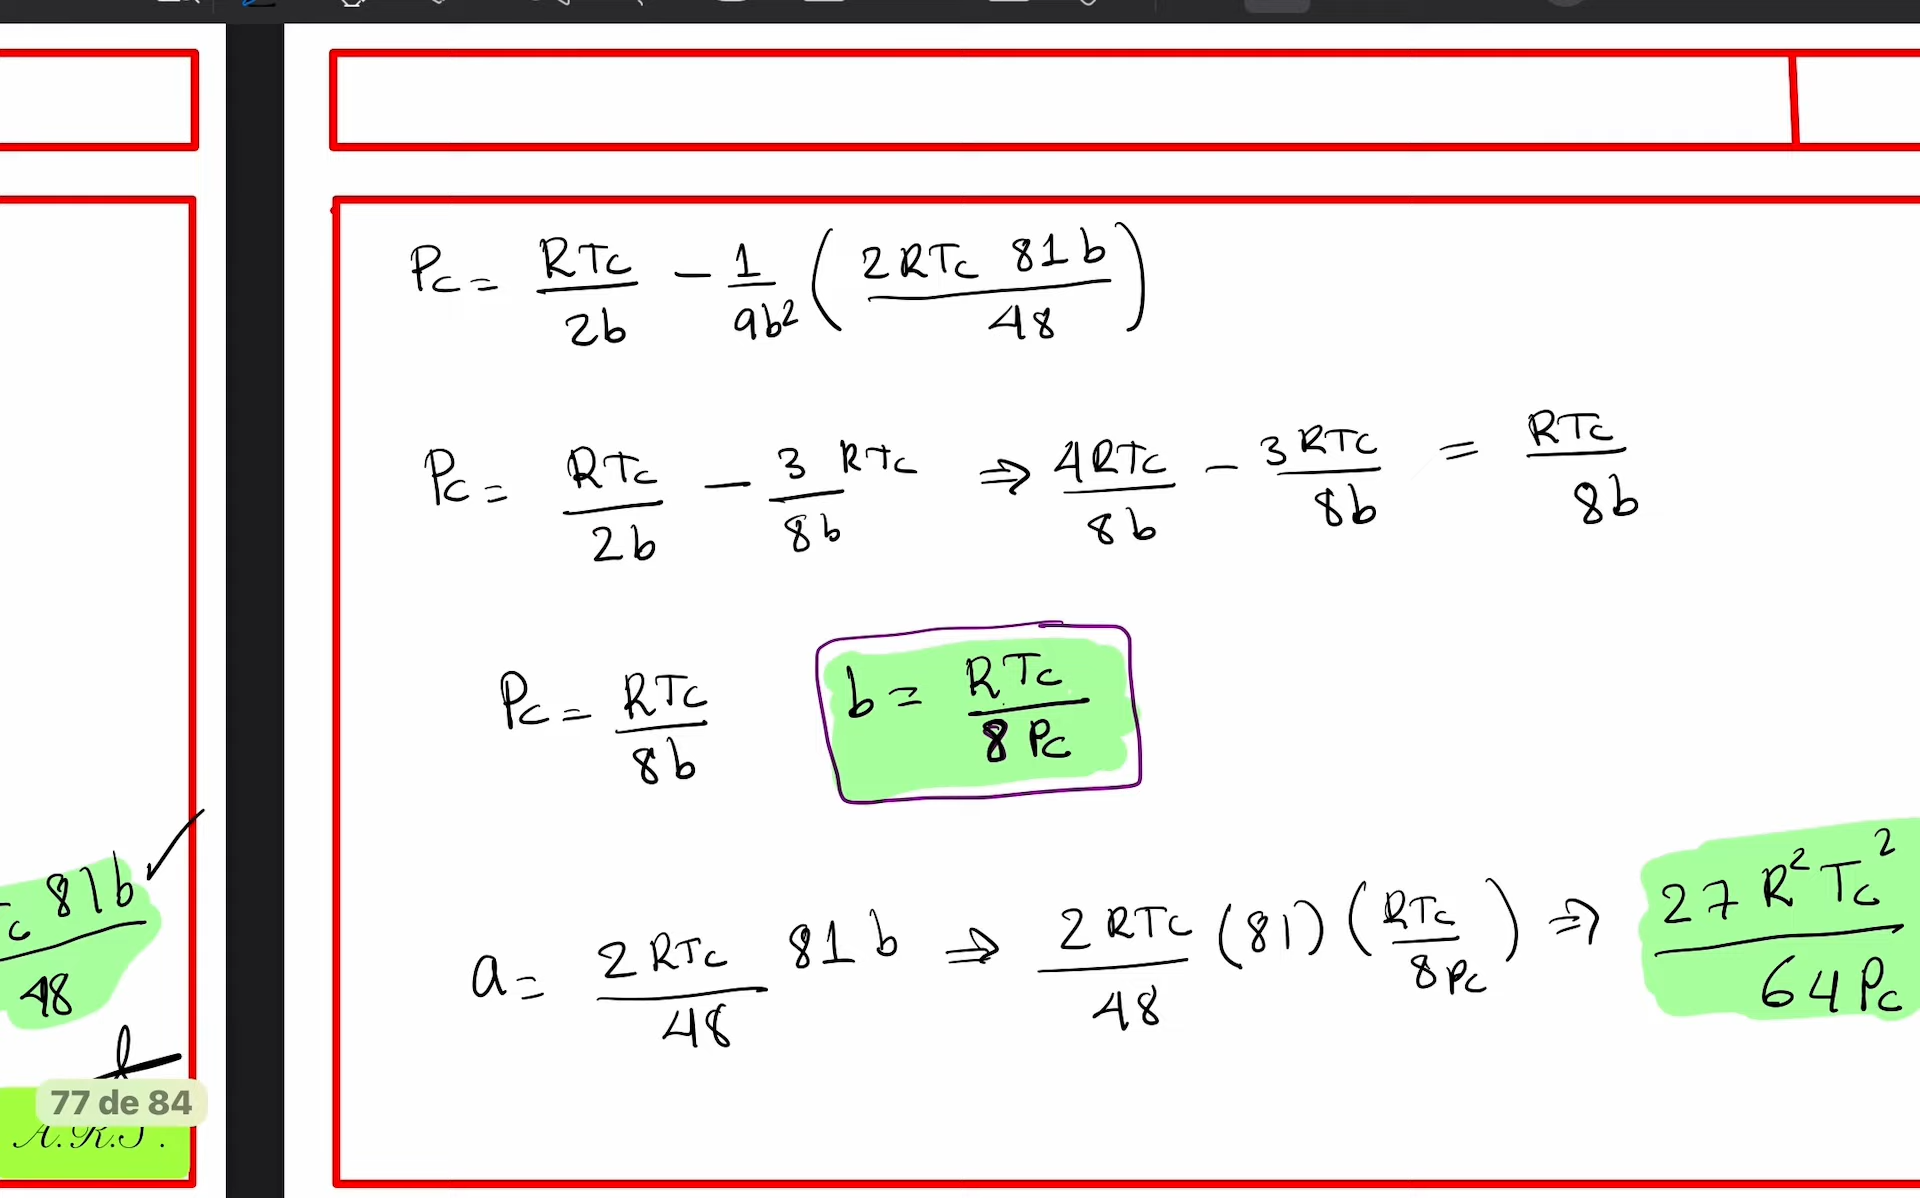 Pc = RTc/2b - 1/9b² (2RTc 81b/48)
Pc = RTc/2b - 3/8b RTc ⇒ 4RTc/8b - 3RTc/8b = RTc/8b
Pc = RTc/8b
b = RTc/8Pc
a = 2RTc/48 81b ⇒ 2RTc/48 (81) (RTc/8Pc) ⇒ 27R²Tc²/64Pc
c 81b/48 ✓
77 de 84
A.R.S.